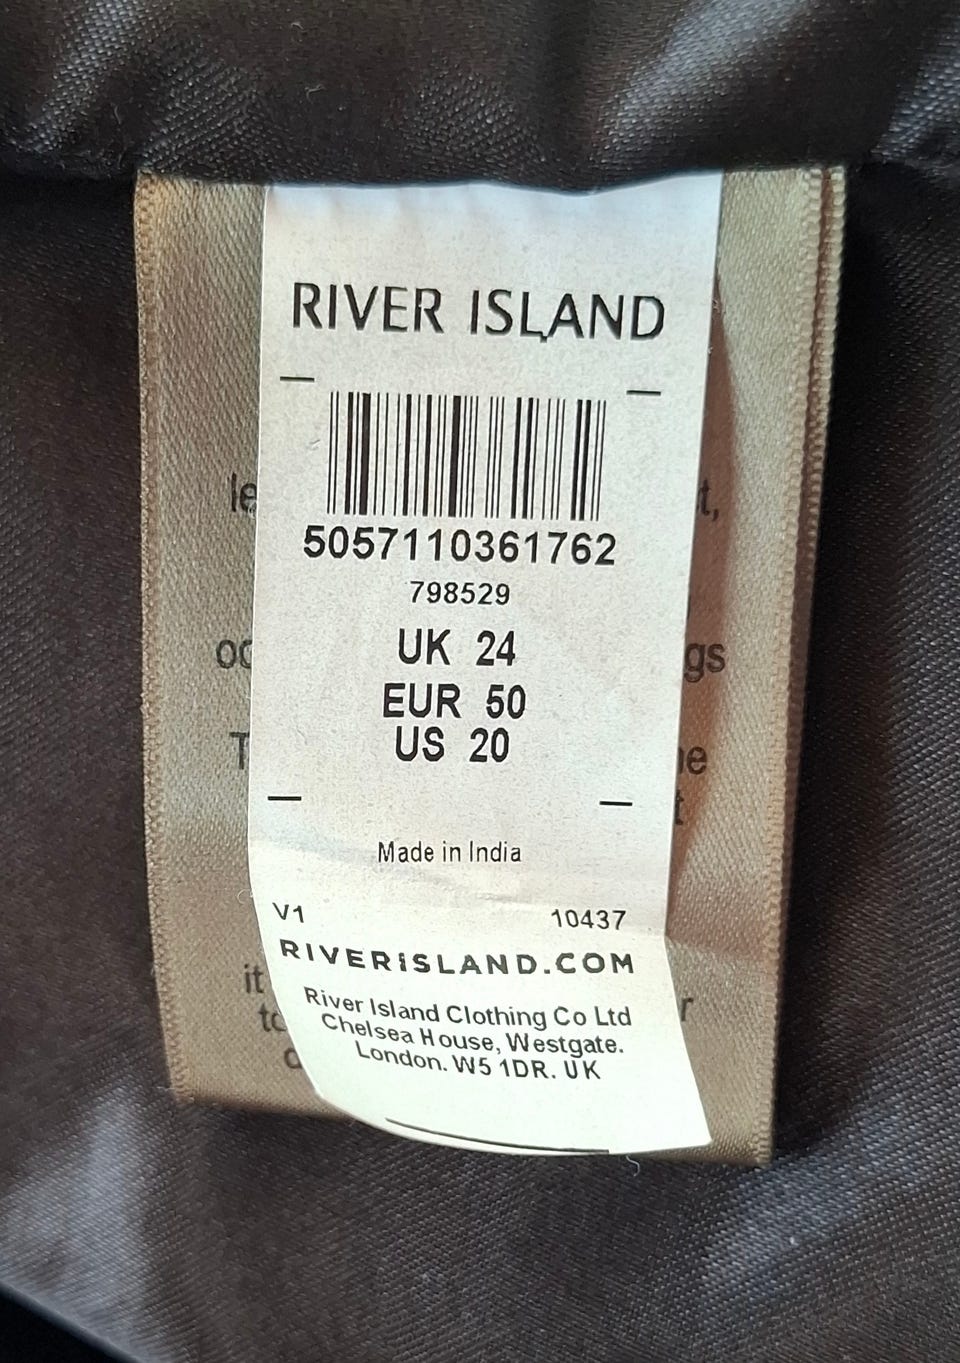 RIVER ISLAND
5057110361762
798529
UK 24
EUR 50
US 20
Made in India
V1 10437
RIVERISLAND.COM
River Island Clothing Co Ltd
Chelsea House, Westgate.
London. W5 1DR. UK